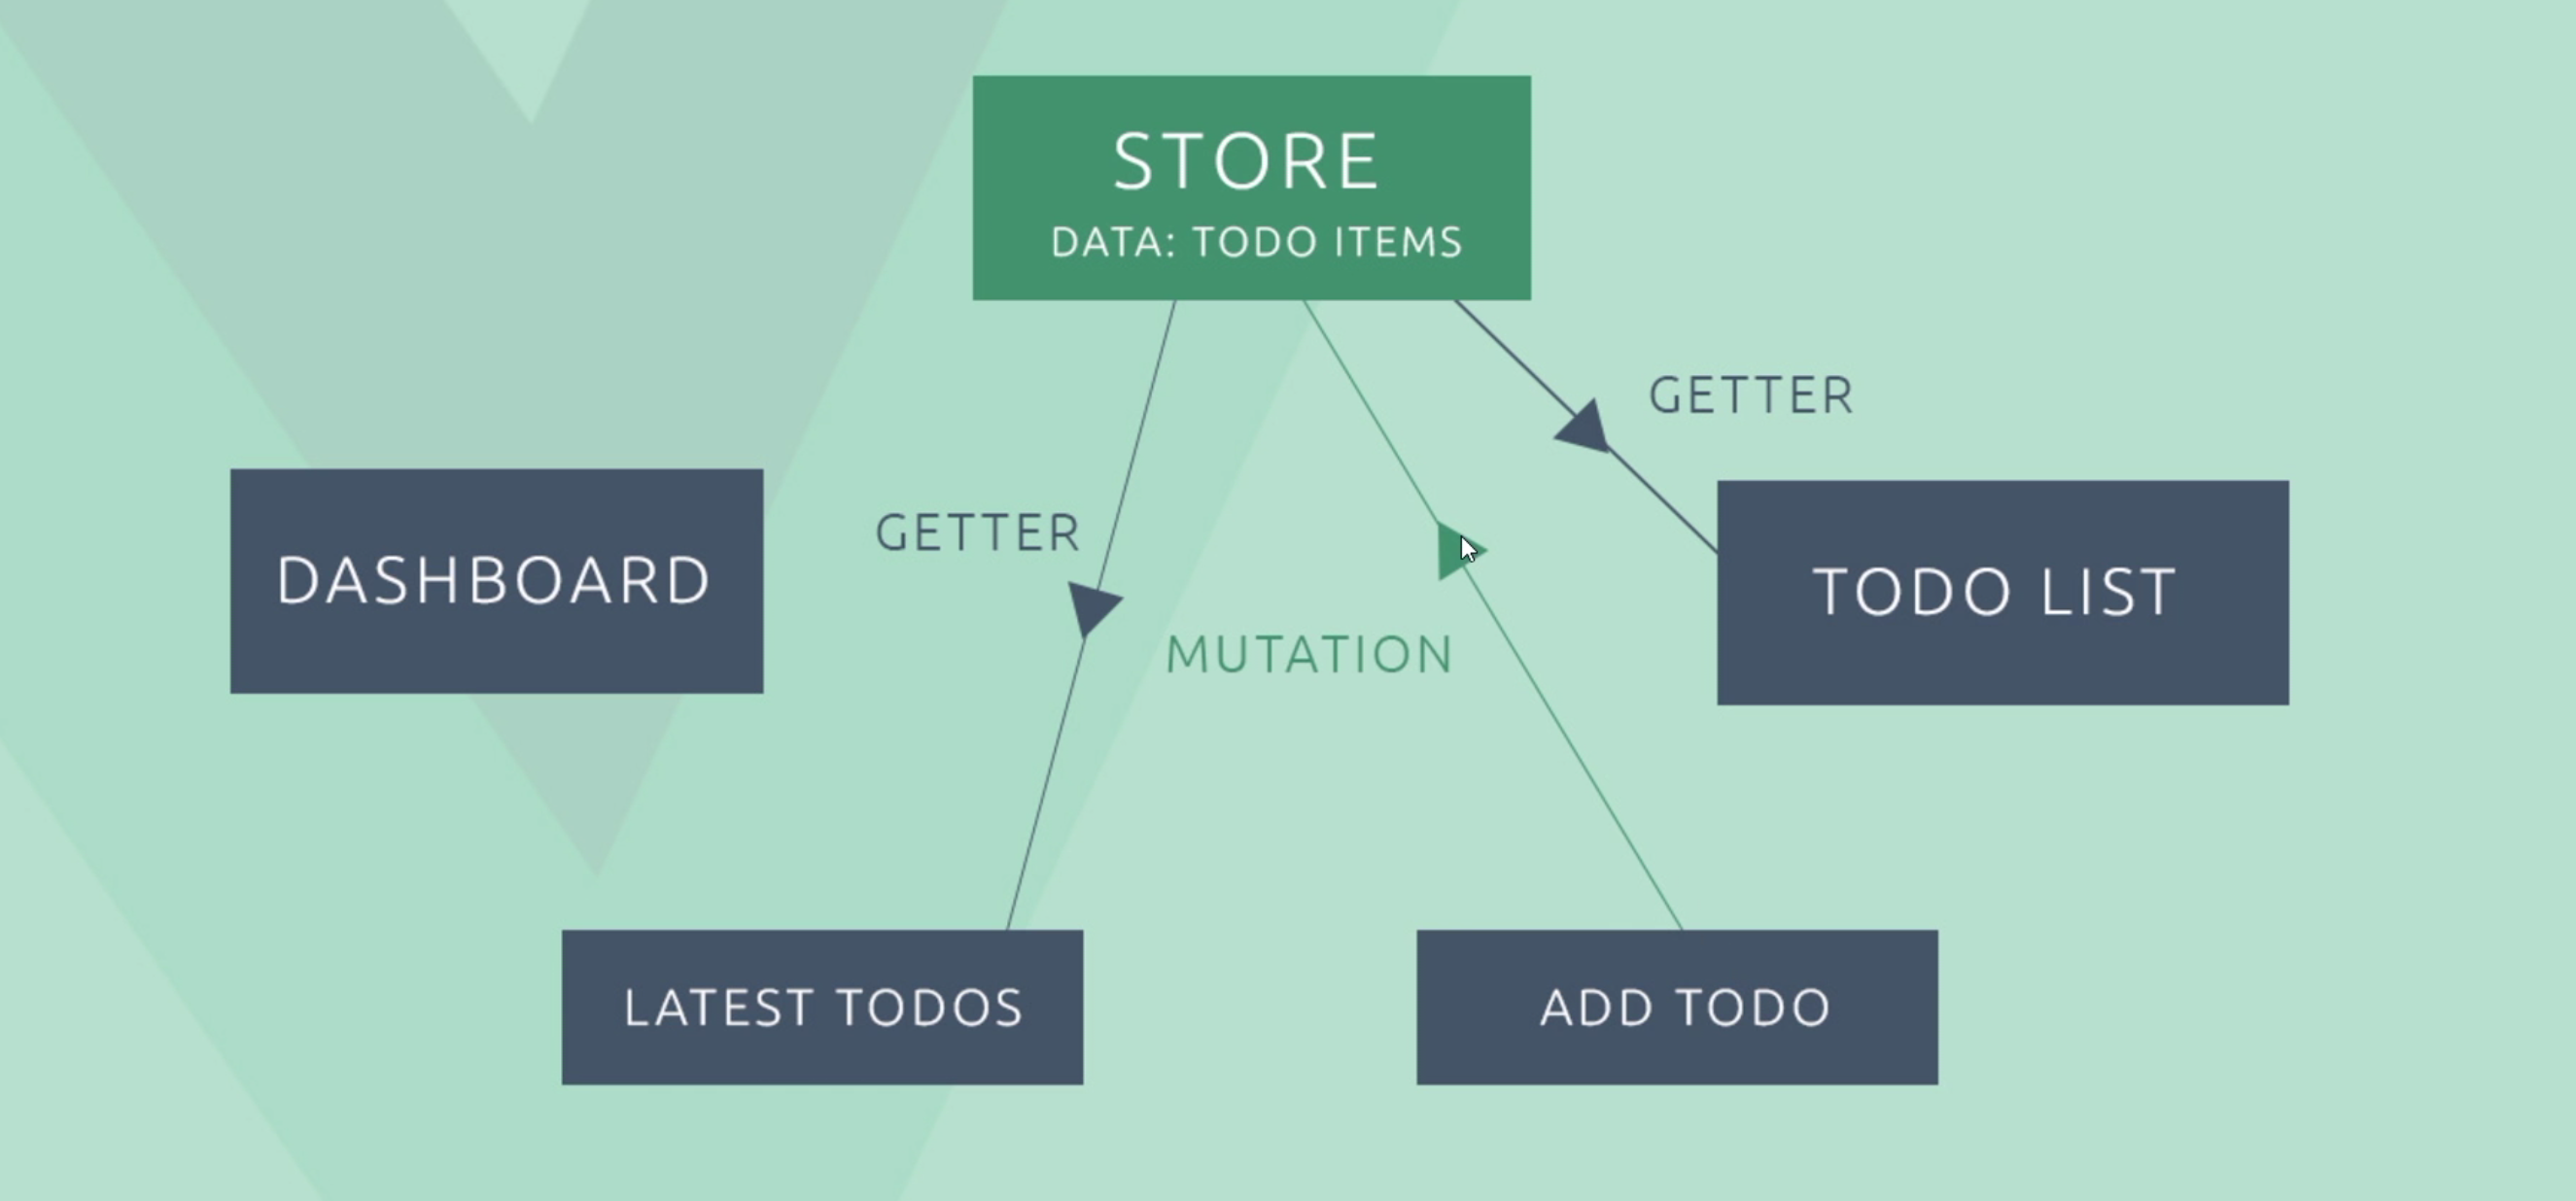 STORE
DATA: TODO ITEMS
GETTER
GETTER
DASHBOARD
MUTATION
TODO LIST
LATEST TODOS
ADD TODO